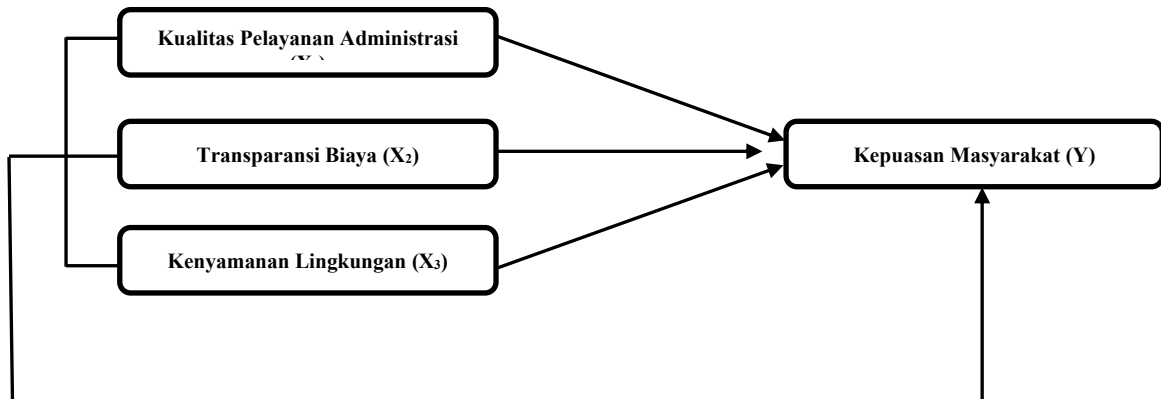 Kualitas Pelayanan Administrasi
Transparansi Biaya (X₂)
Kepuasan Masyarakat (Y)
Kenyamanan Lingkungan (X₃)